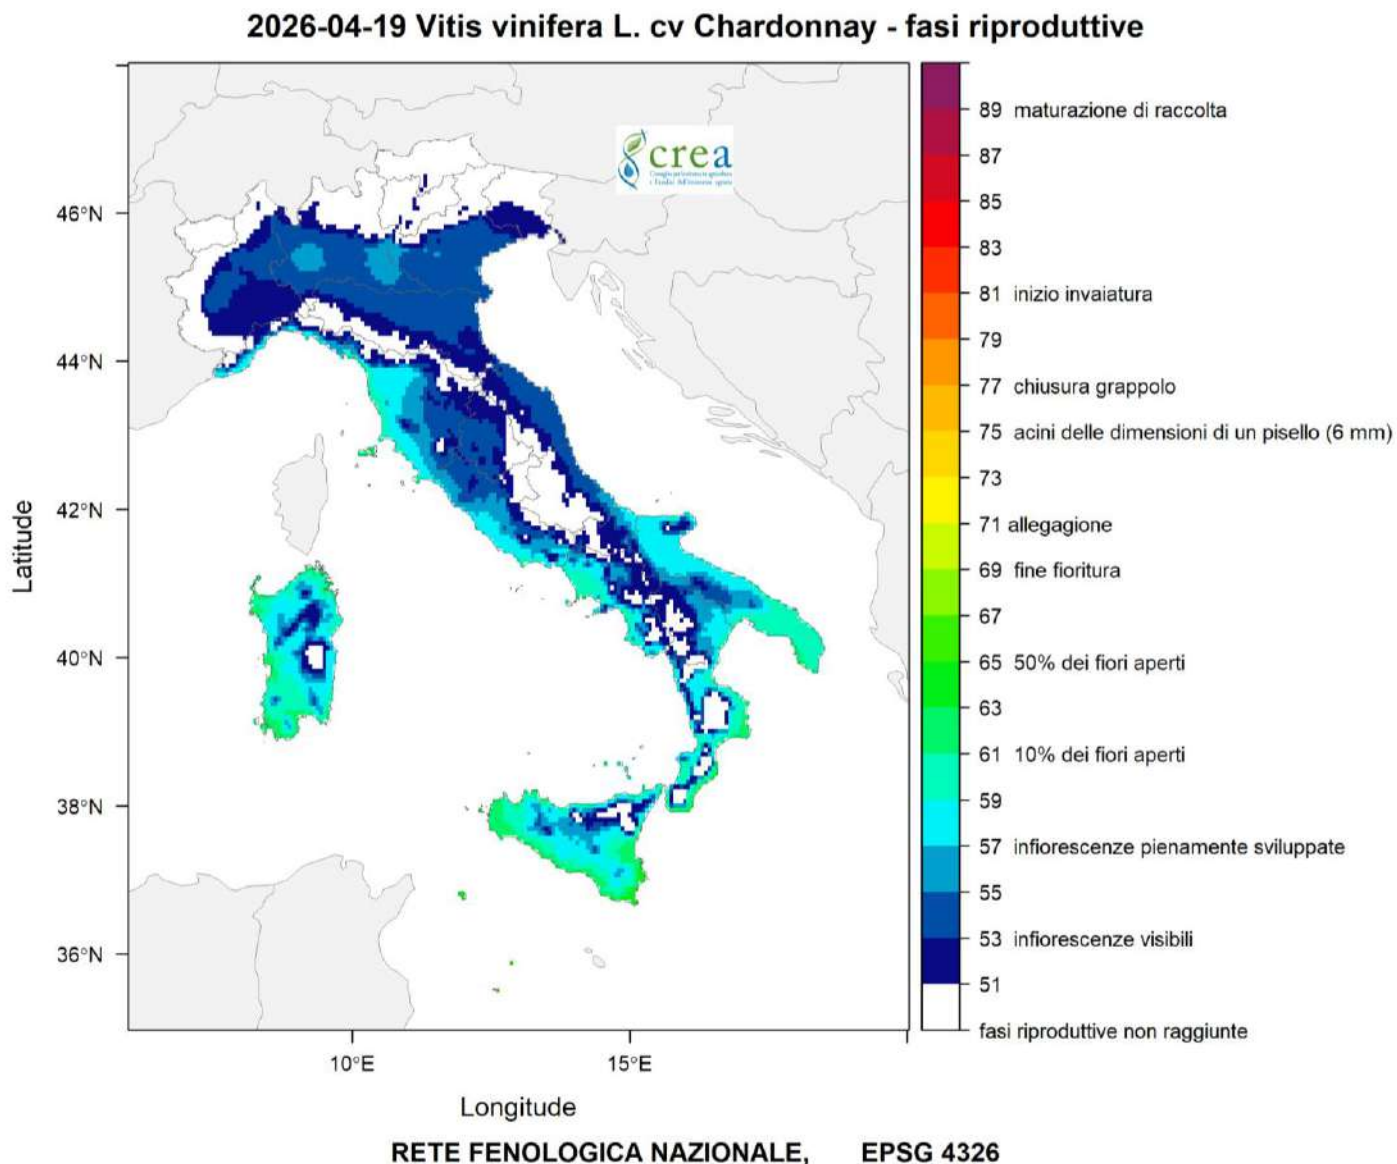 2026-04-19 Vitis vinifera L. cv Chardonnay - fasi riproduttive
crea
46°N
44°N
42°N
40°N
38°N
36°N
Latitude
10°E
15°E
Longitude
89 maturazione di raccolta
87
85
83
81 inizio invaiatura
79
77 chiusura grappolo
75 acini delle dimensioni di un pisello (6 mm)
73
71 allegagione
69 fine fioritura
67
65 50% dei fiori aperti
63
61 10% dei fiori aperti
59
57 infiorescenze pienamente sviluppate
55
53 infiorescenze visibili
51
fasi riproduttive non raggiunte
RETE FENOLOGICA NAZIONALE, EPSG 4326